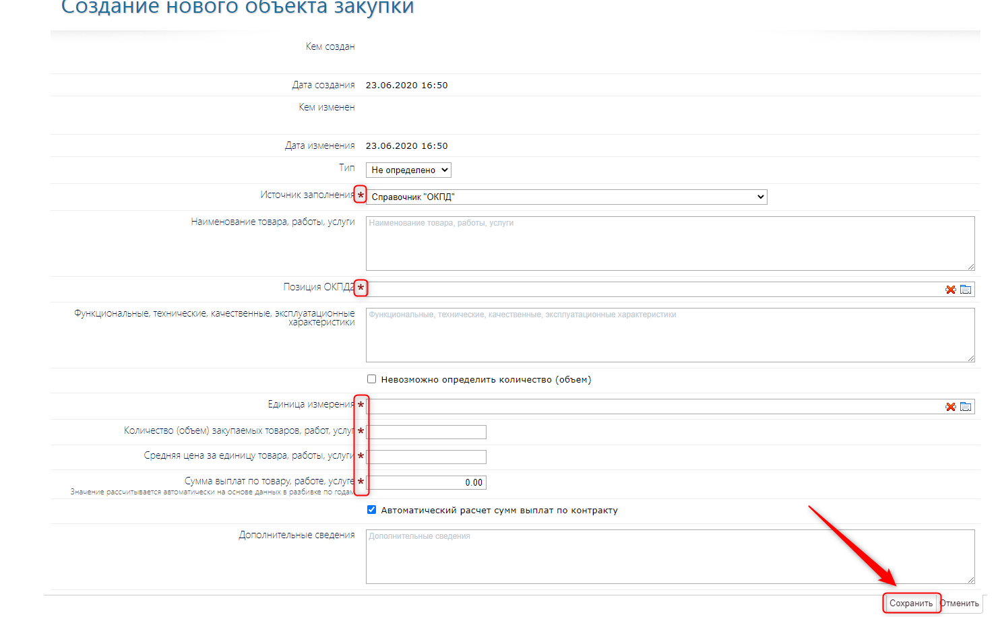 Создание нового объекта закупки
Кем создан
Дата создания 23.06.2020 16:50
Кем изменен
Дата изменения 23.06.2020 16:50
Тип Не определено
Источник заполнения * Справочник "ОКПД"
Наименование товара, работы, услуги Наименование товара, работы, услуги
Позиция ОКПД2 *
Функциональные, технические, качественные, эксплуатационные Функциональные, технические, качественные, эксплуатационные характеристики
характеристики
Невозможно определить количество (объем)
Единица измерения *
Количество (объем) закупаемых товаров, работ, услуг *
Средняя цена за единицу товара, работы, услуги *
Сумма выплат по товару, работе, услуге * 0.00
Значение рассчитывается автоматически на основе данных в разбивке по годам
Автоматический расчет сумм выплат по контракту
Дополнительные сведения Дополнительные сведения
Сохранить Отменить